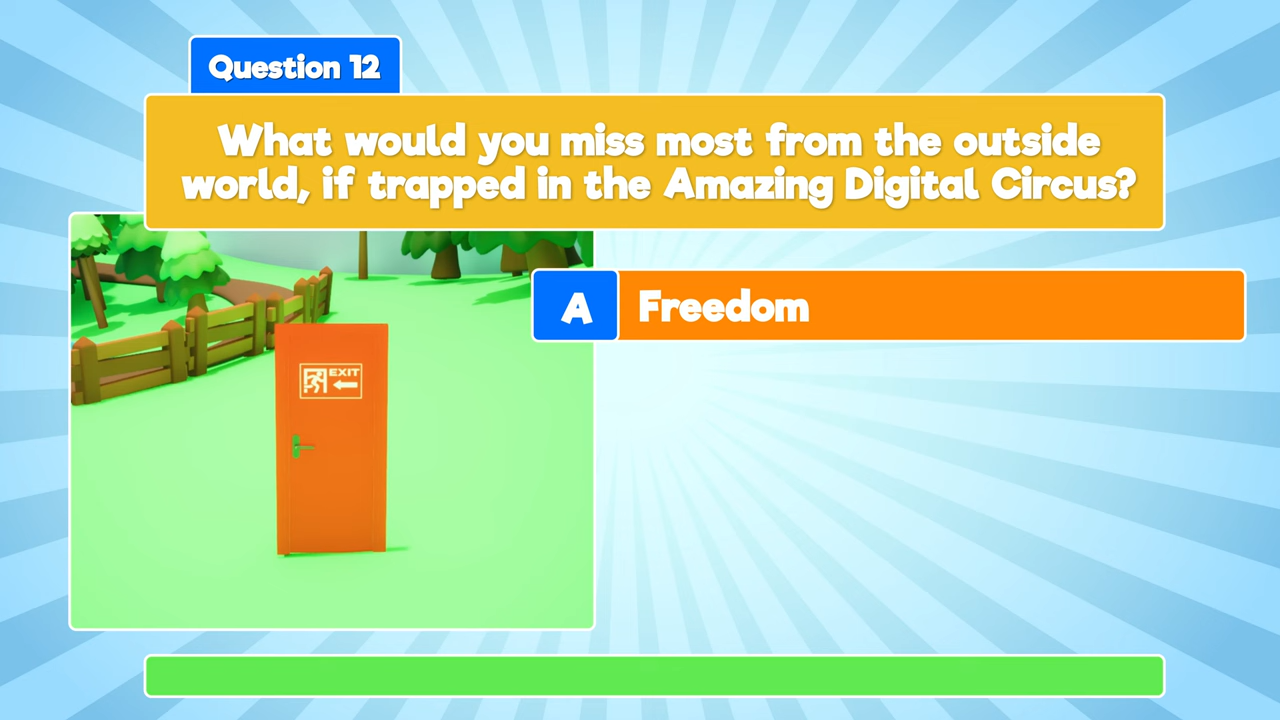 Question 12
What would you miss most from the outside
world, if trapped in the Amazing Digital Circus?
A Freedom
EXIT